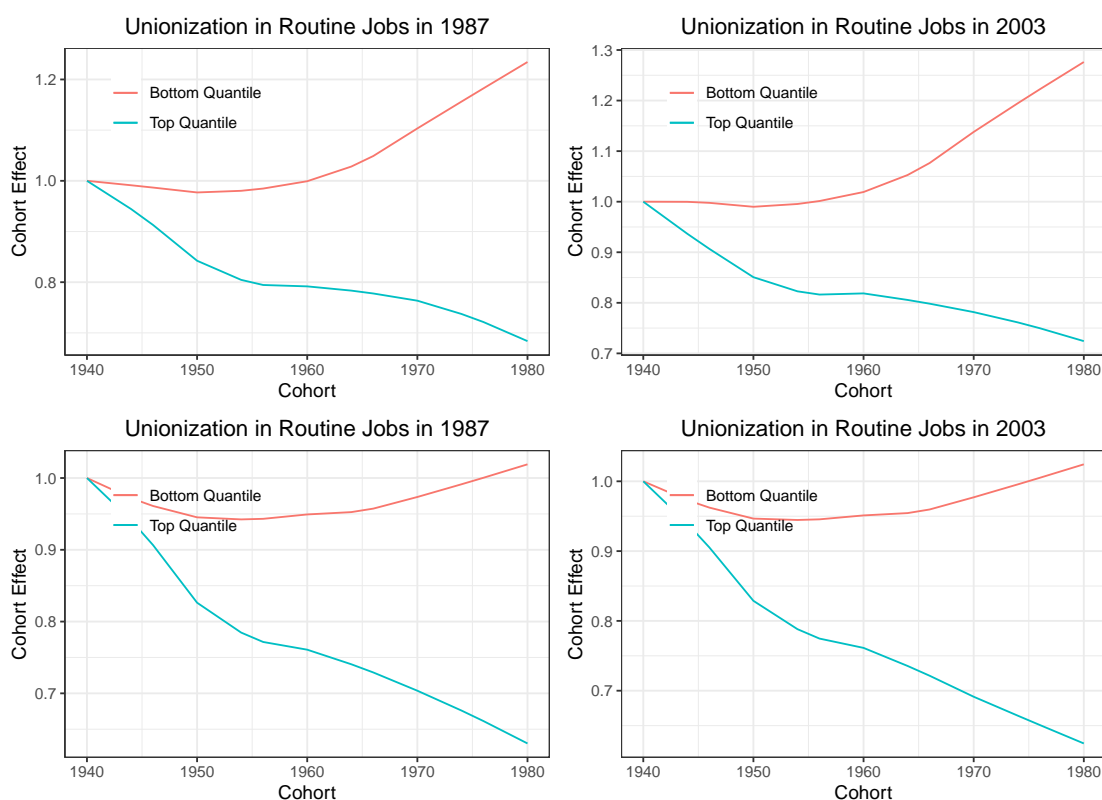 Unionization in Routine Jobs in 1987
Cohort Effect
1.2
1.0
0.8
Bottom Quantile
Top Quantile
1940 1950 1960 1970 1980
Cohort
Unionization in Routine Jobs in 2003
Cohort Effect
1.3
1.2
1.1
1.0
0.9
0.8
0.7
Bottom Quantile
Top Quantile
1940 1950 1960 1970 1980
Cohort
Unionization in Routine Jobs in 1987
Cohort Effect
1.0
0.9
0.8
0.7
Bottom Quantile
Top Quantile
1940 1950 1960 1970 1980
Cohort
Unionization in Routine Jobs in 2003
Cohort Effect
1.0
0.9
0.8
0.7
Bottom Quantile
Top Quantile
1940 1950 1960 1970 1980
Cohort